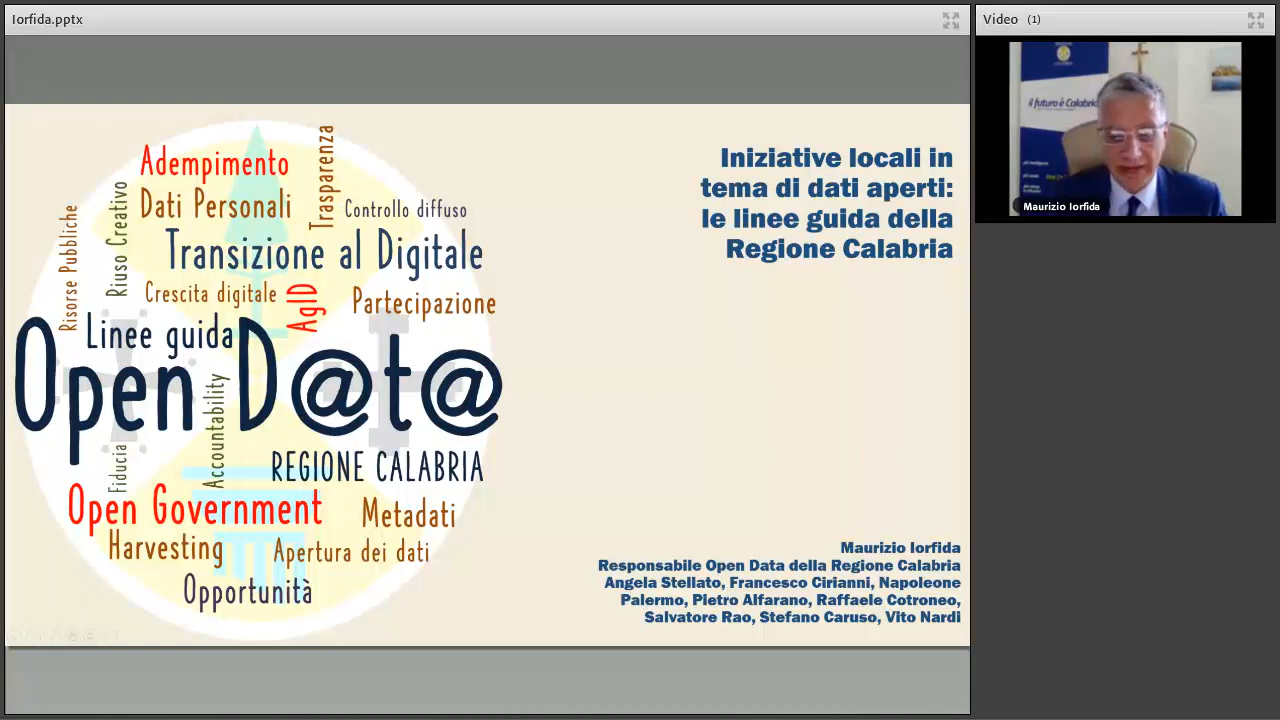 Iorfida.pptx
Video (1)
il futuro è Calabria
Maurizio Iorfida
Iniziative locali in
tema di dati aperti:
le linee guida della
Regione Calabria
Adempimento
Trasparenza
Dati Personali
Controllo diffuso
Riuso Creativo
Risorse Pubbliche
Transizione al Digitale
Crescita digitale
AgID
Partecipazione
Linee guida
Open D@t@
Accountability
Fiducia
REGIONE CALABRIA
Open Government
Metadati
Harvesting
Apertura dei dati
Opportunità
Maurizio Iorfida
Responsabile Open Data della Regione Calabria
Angela Stellato, Francesco Cirianni, Napoleone
Palermo, Pietro Alfarano, Raffaele Cotroneo,
Salvatore Rao, Stefano Caruso, Vito Nardi